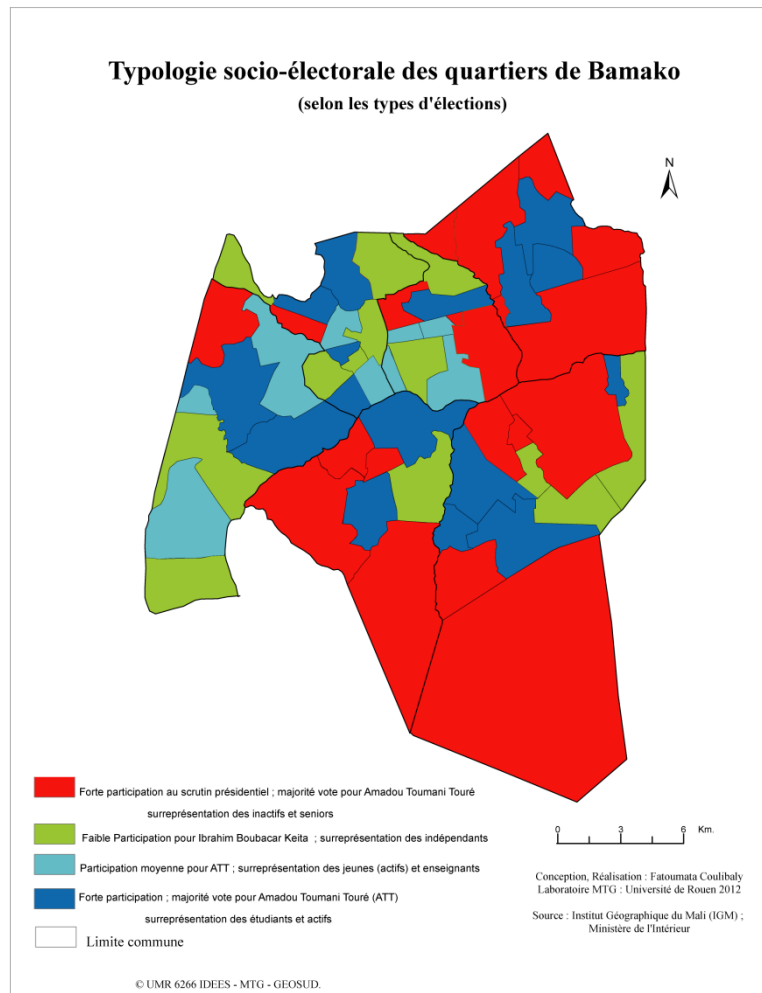 Typologie socio-électorale des quartiers de Bamako
(selon les types d'élections)
N
Forte participation au scrutin présidentiel ; majorité vote pour Amadou Toumani Touré
surreprésentation des inactifs et seniors
Faible Participation pour Ibrahim Boubacar Keita ; surreprésentation des indépendants
Participation moyenne pour ATT ; surreprésentation des jeunes (actifs) et enseignants
Forte participation ; majorité vote pour Amadou Toumani Touré (ATT)
surreprésentation des étudiants et actifs
Limite commune
0 3 6 Km.
Conception, Réalisation : Fatoumata Coulibaly
Laboratoire MTG : Université de Rouen 2012
Source : Institut Géographique du Mali (IGM) ;
Ministère de l'Intérieur
© UMR 6266 IDEES - MTG - GEOSUD.